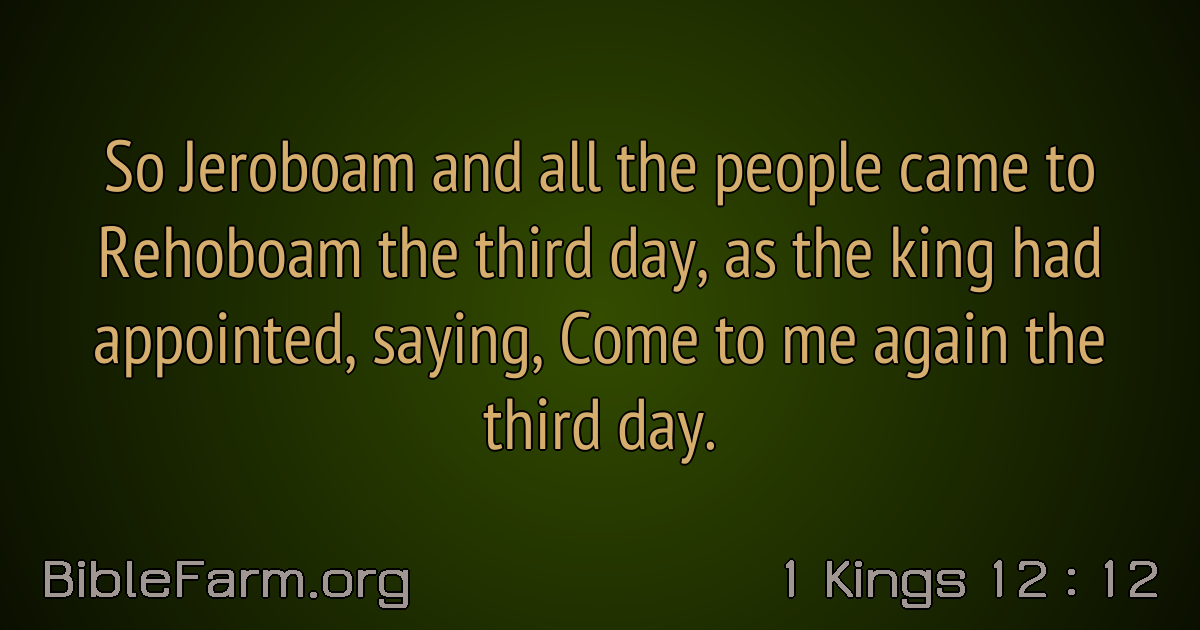 So Jeroboam and all the people came to
Rehoboam the third day, as the king had
appointed, saying, Come to me again the
third day.
BibleFarm.org
1 Kings 12 : 12